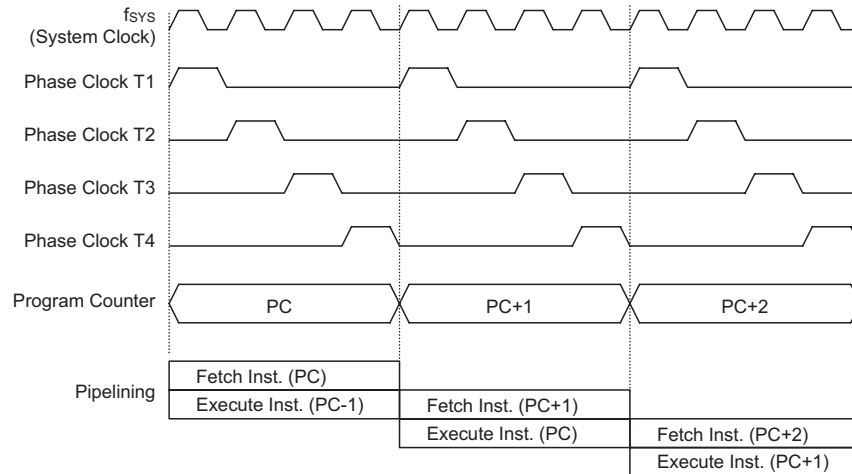 fSYS
(System Clock)
Phase Clock T1
Phase Clock T2
Phase Clock T3
Phase Clock T4
Program Counter
PC
PC+1
PC+2
Pipelining
Fetch Inst. (PC)
Execute Inst. (PC-1)
Fetch Inst. (PC+1)
Execute Inst. (PC)
Fetch Inst. (PC+2)
Execute Inst. (PC+1)